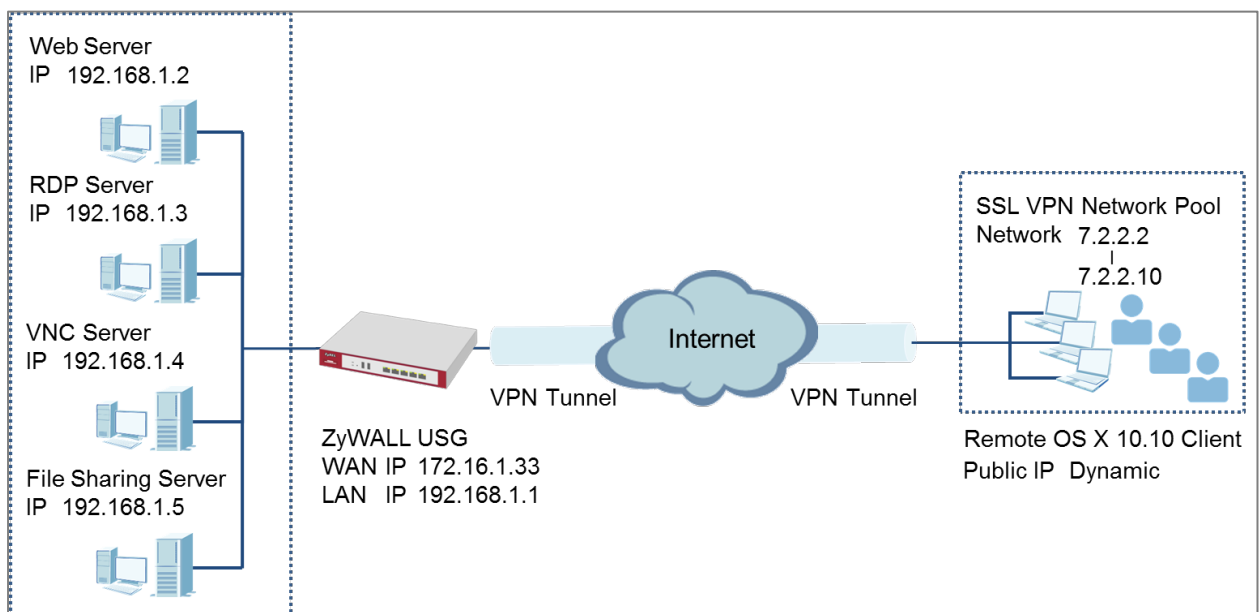 Web Server
IP 192.168.1.2
RDP Server
IP 192.168.1.3
VNC Server
IP 192.168.1.4
File Sharing Server
IP 192.168.1.5
ZyWALL USG
WAN IP 172.16.1.33
LAN IP 192.168.1.1
VPN Tunnel
Internet
VPN Tunnel
SSL VPN Network Pool
Network 7.2.2.2
|
7.2.2.10
Remote OS X 10.10 Client
Public IP Dynamic